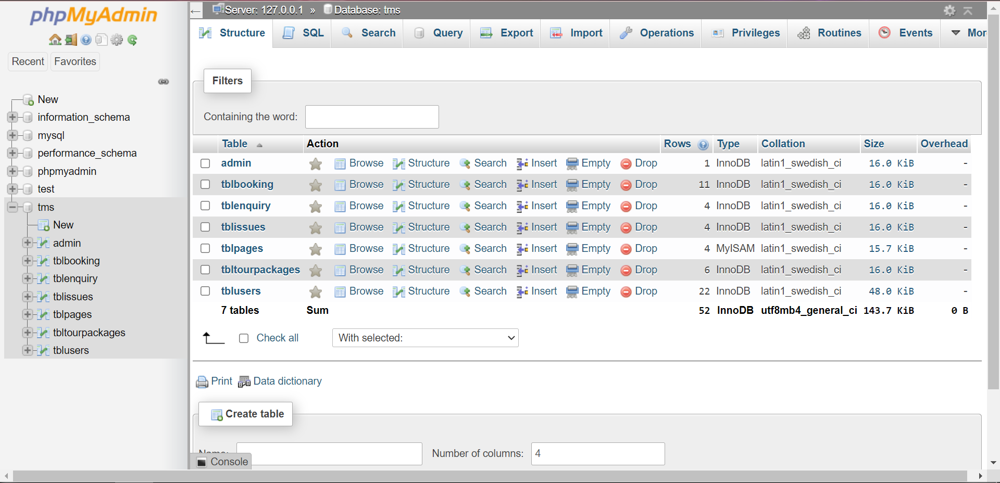 phpMyAdmin
Recent Favorites
New
information_schema
mysql
performance_schema
phpmyadmin
test
tms
New
admin
tblbooking
tblenquiry
tblissues
tblpages
tbltourpackages
tblusers
Server: 127.0.0.1 » Database: tms
Structure SQL Search Query Export Import Operations Privileges Routines Events Mor
Filters
Containing the word:
Table Action Rows Type Collation Size Overhead
admin Browse Structure Search Insert Empty Drop 1 InnoDB latin1_swedish_ci 16.0 KiB -
tblbooking Browse Structure Search Insert Empty Drop 11 InnoDB latin1_swedish_ci 16.0 KiB -
tblenquiry Browse Structure Search Insert Empty Drop 4 InnoDB latin1_swedish_ci 16.0 KiB -
tblissues Browse Structure Search Insert Empty Drop 4 InnoDB latin1_swedish_ci 16.0 KiB -
tblpages Browse Structure Search Insert Empty Drop 4 MyISAM latin1_swedish_ci 15.7 KiB -
tbltourpackages Browse Structure Search Insert Empty Drop 6 InnoDB latin1_swedish_ci 16.0 KiB -
tblusers Browse Structure Search Insert Empty Drop 22 InnoDB latin1_swedish_ci 48.0 KiB -
7 tables Sum 52 InnoDB utf8mb4_general_ci 143.7 KiB 0 B
Check all With selected:
Print Data dictionary
Create table
Name: Number of columns: 4
Console